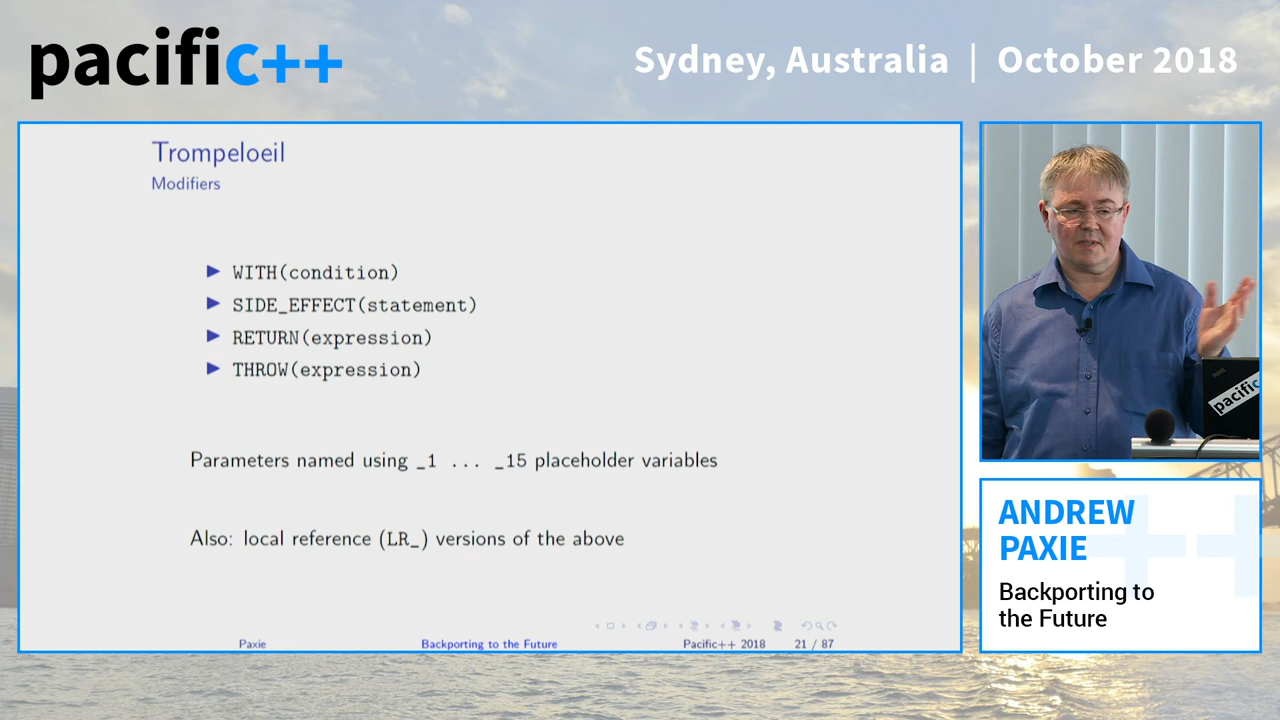 pacific++
Sydney, Australia | October 2018
Trompeloeil
Modifiers
WITH(condition)
SIDE_EFFECT(statement)
RETURN(expression)
THROW(expression)
Parameters named using _1 ... _15 placeholder variables
Also: local reference (LR_) versions of the above
Paxie Backporting to the Future Pacific++ 2018 21 / 87
pacific
ANDREW
PAXIE
Backporting to
the Future